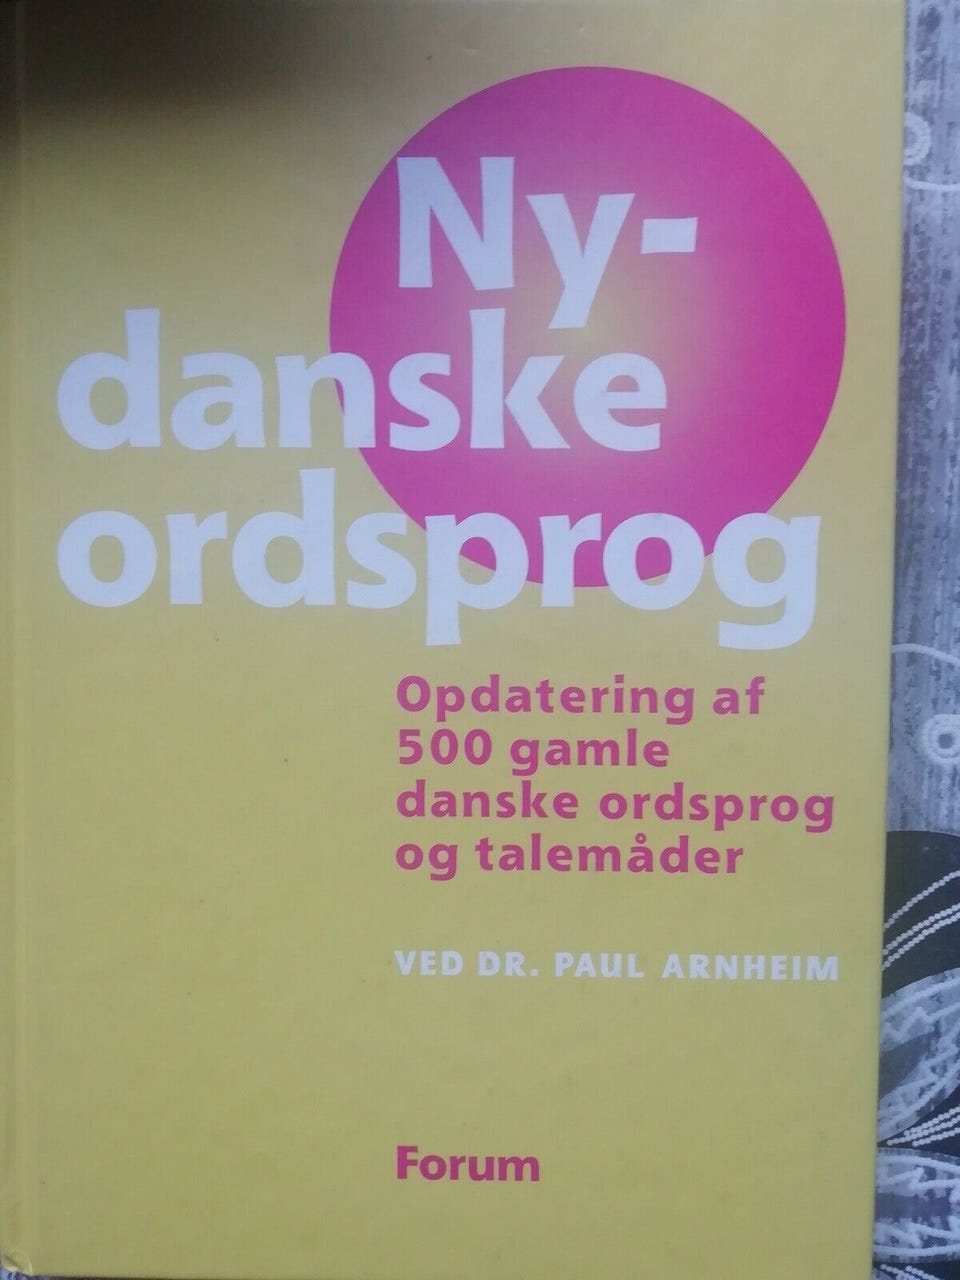 Ny-
danske
ordsprog
Opdatering af
500 gamle
danske ordsprog
og talemåder
VED DR. PAUL ARNHEIM
Forum